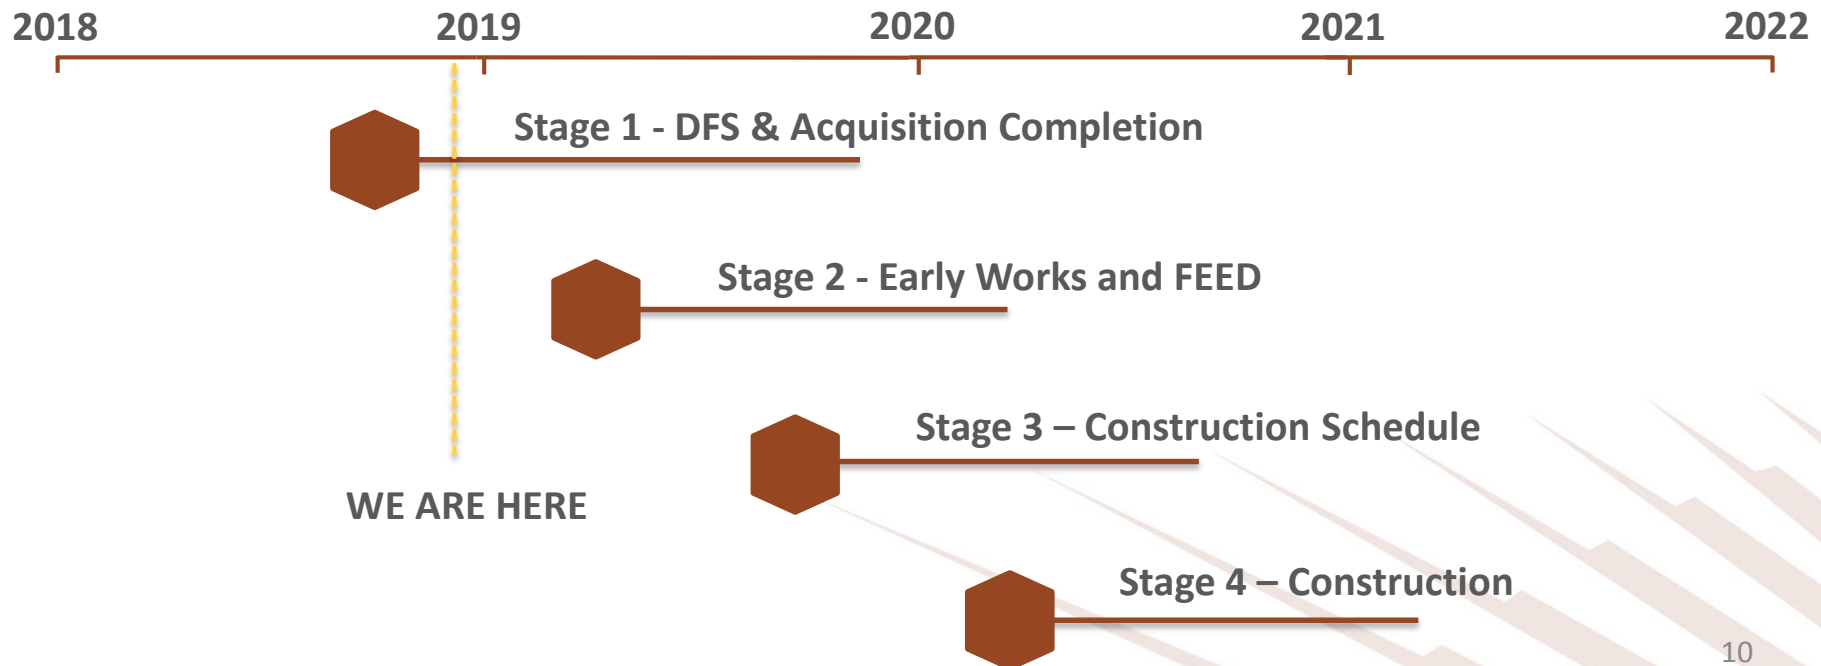 2018 2019 2020 2021 2022
Stage 1 - DFS & Acquisition Completion
Stage 2 - Early Works and FEED
Stage 3 – Construction Schedule
WE ARE HERE
Stage 4 – Construction
10